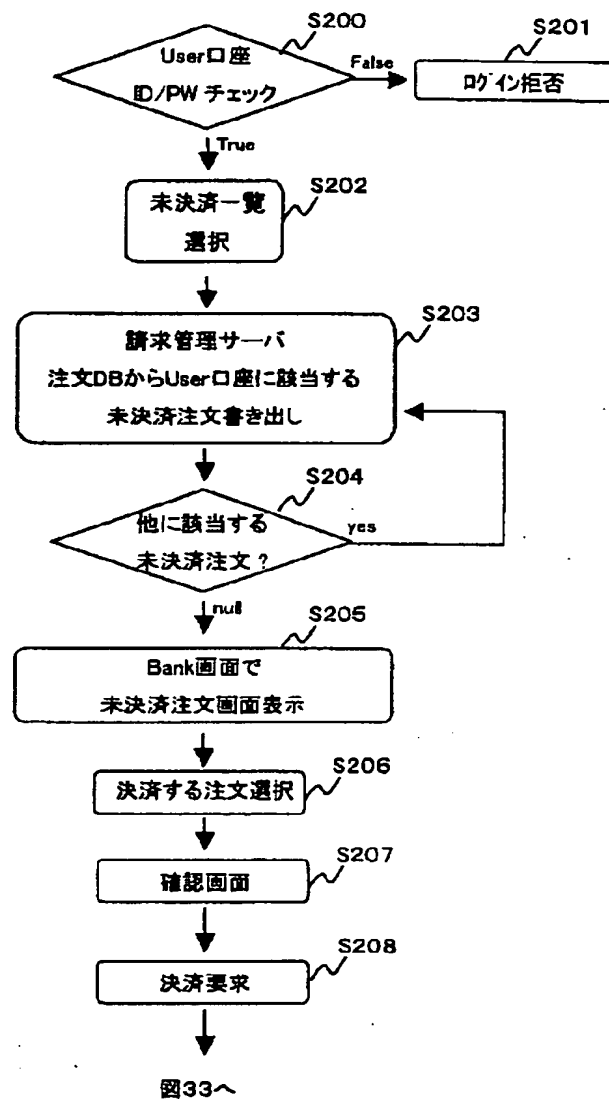 S200
User口座
ID/PW チェック
False
S201
ログイン拒否
True
S202
未決済一覧
選択
S203
請求管理サーバ
注文DBからUser口座に該当する
未決済注文書き出し
S204
他に該当する
未決済注文？
yes
null
S205
Bank画面で
未決済注文画面表示
S206
決済する注文選択
S207
確認画面
S208
決済要求
図33へ